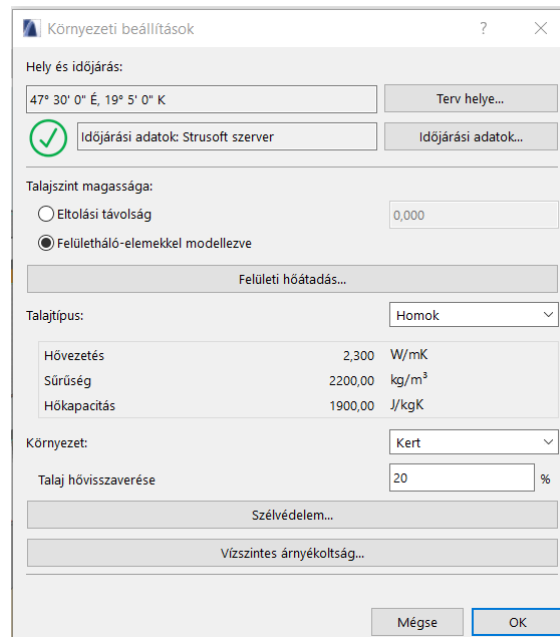 Környezeti beállítások
Hely és időjárás:
47° 30' 0" É, 19° 5' 0" K
Terv helye...
Időjárási adatok: Strusoft szerver
Időjárási adatok...
Talajszint magassága:
Eltolási távolság
0,000
Felületháló-elemekkel modellezve
Felületi hőátadás...
Talajtípus:
Homok
Hővezetés 2,300 W/mK
Sűrűség 2200,00 kg/m³
Hőkapacitás 1900,00 J/kgK
Környezet:
Kert
Talaj hővisszaverése
20 %
Szélvédelem...
Vízszintes árnyékoltság...
Mégse
OK